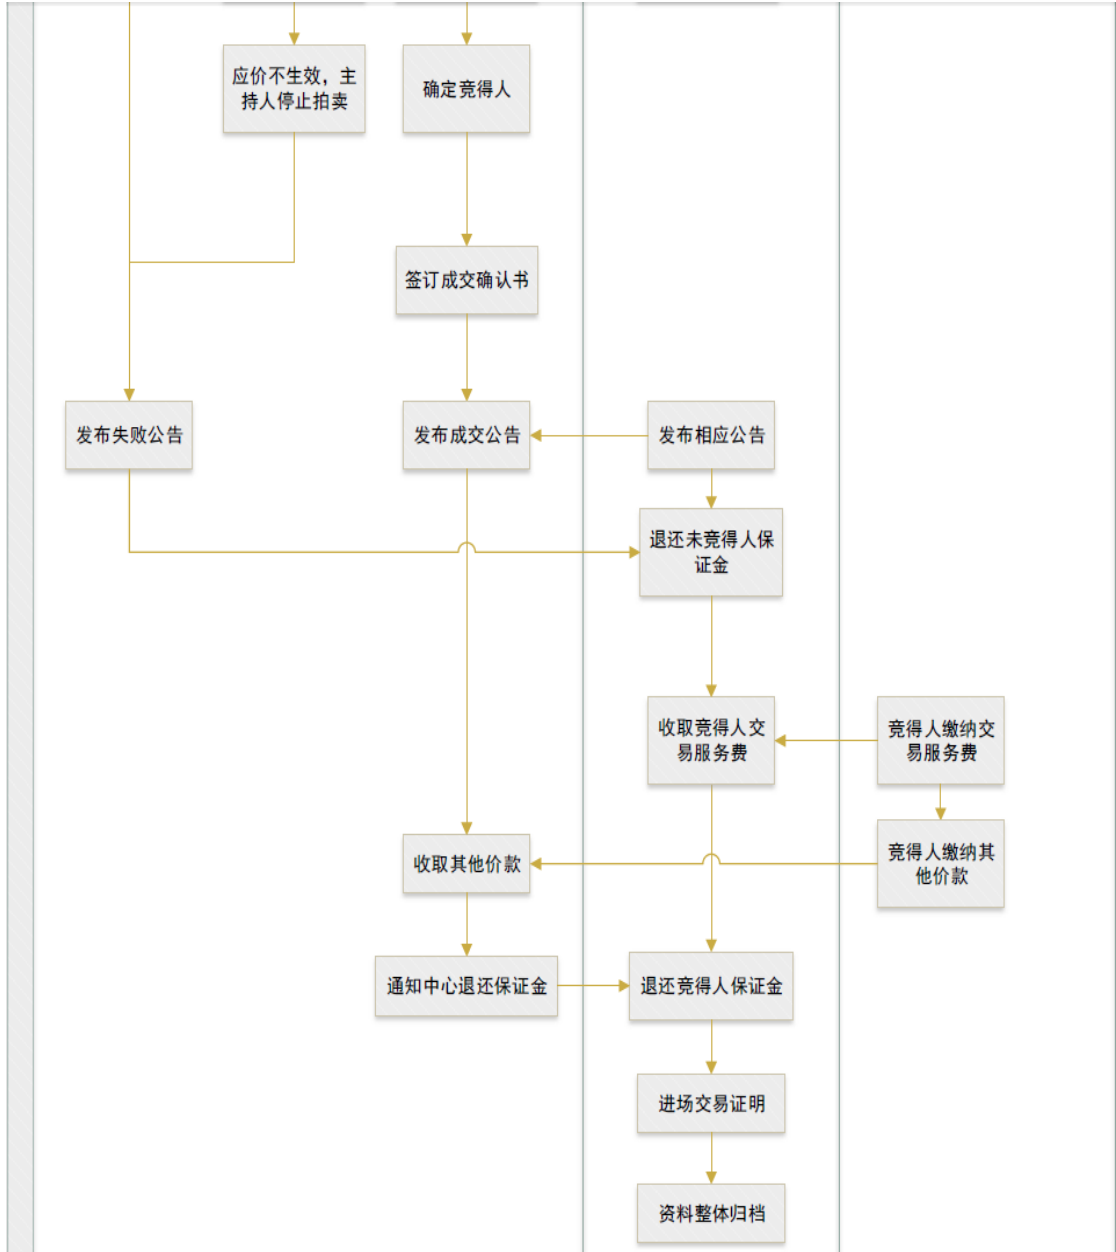 应价不生效，主
持人停止拍卖
确定竞得人
签订成交确认书
发布失败公告
发布成交公告
发布相应公告
退还未竞得人保
证金
收取竞得人交
易服务费
竞得人缴纳交
易服务费
收取其他价款
竞得人缴纳其
他价款
通知中心退还保证金
退还竞得人保证金
进场交易证明
资料整体归档